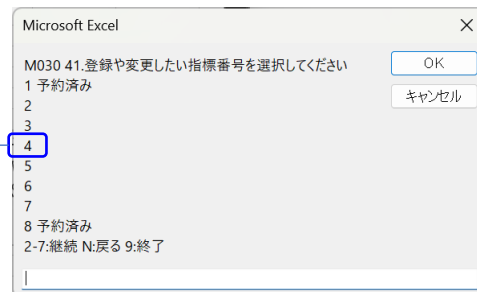 Microsoft Excel
M030 41.登録や変更したい指標番号を選択してください
OK
1 予約済み
キャンセル
2
3
4
5
6
7
8 予約済み
2-7:継続 N:戻る 9:終了